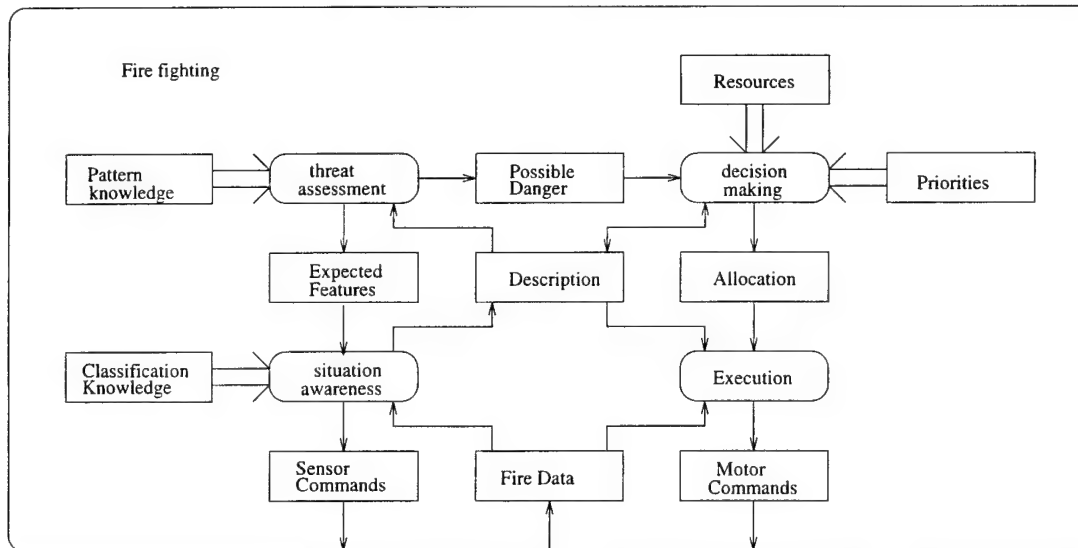 Fire fighting
Resources
Pattern
knowledge
threat
assessment
Possible
Danger
decision
making
Priorities
Expected
Features
Description
Allocation
Classification
Knowledge
situation
awareness
Execution
Sensor
Commands
Fire Data
Motor
Commands